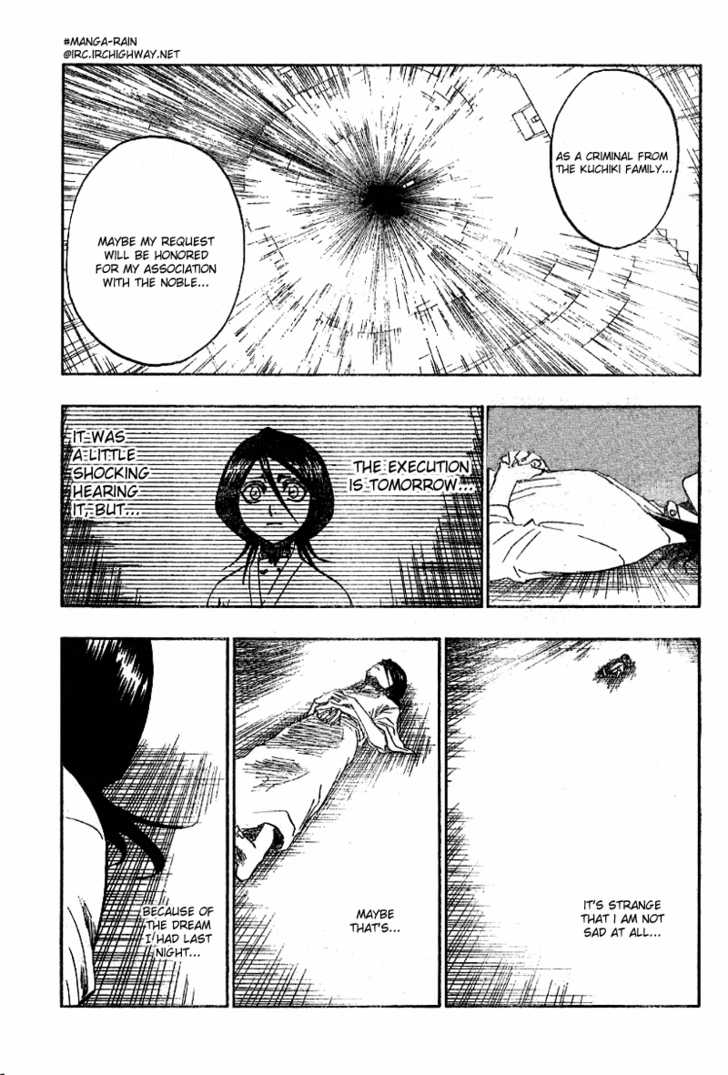 #MANGA-RAIN
@IRC.IRCHIGHWAY.NET
AS A CRIMINAL FROM
THE KUCHIKI FAMILY...
MAYBE MY REQUEST
WILL BE HONORED
FOR MY ASSOCIATION
WITH THE NOBLE...
THE EXECUTION
IS TOMORROW...
IT WAS
A LITTLE
SHOCKING
HEARING
IT, BUT...
IT'S STRANGE
THAT I AM NOT
SAD AT ALL...
MAYBE
THAT'S...
BECAUSE OF
THE DREAM
I HAD LAST
NIGHT...